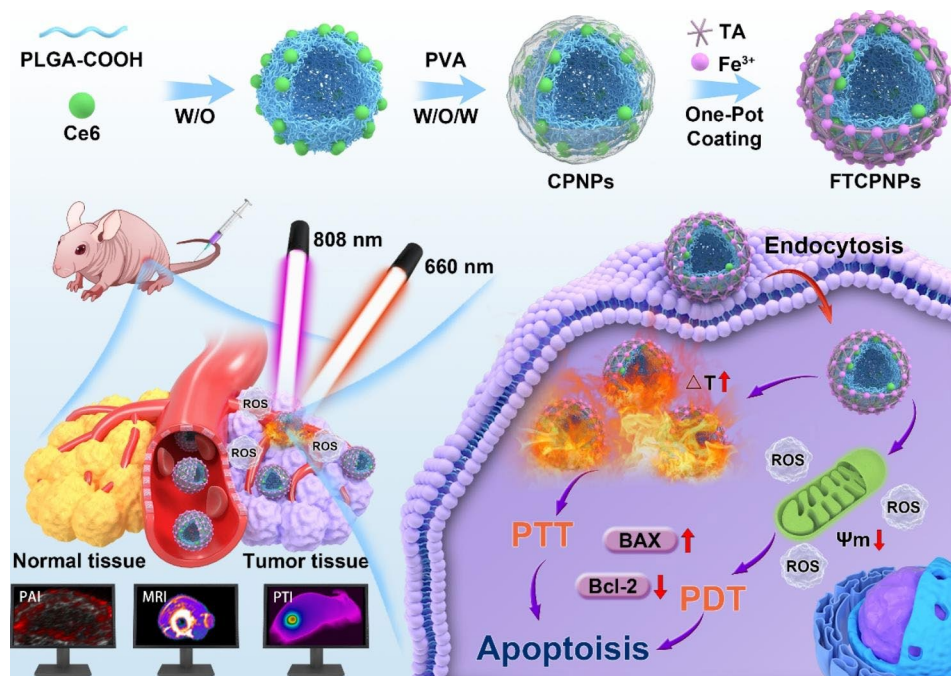 PLGA-COOH
Ce6
W/O
PVA
W/O/W
CPNPs
TA
Fe³⁺
One-Pot
Coating
FTCPNPs
808 nm
660 nm
ROS
ROS
ROS
Normal tissue
Tumor tissue
PAI
MRI
PTI
Endocytosis
△T
ROS
ROS
ROS
Ψm
PTT
BAX
Bcl-2
PDT
Apoptoisis